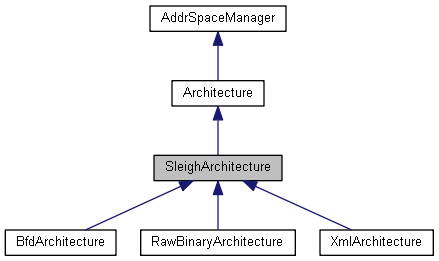 AddrSpaceManager
Architecture
SleighArchitecture
BfdArchitecture
RawBinaryArchitecture
XmlArchitecture